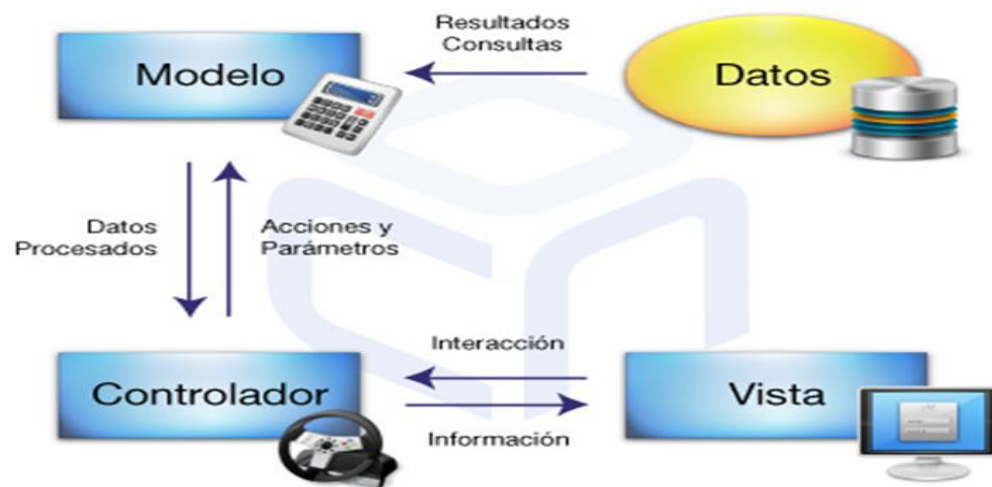 Resultados
Consultas
Modelo
Datos
Datos
Procesados
Acciones y
Parámetros
Interacción
Controlador
Vista
Información